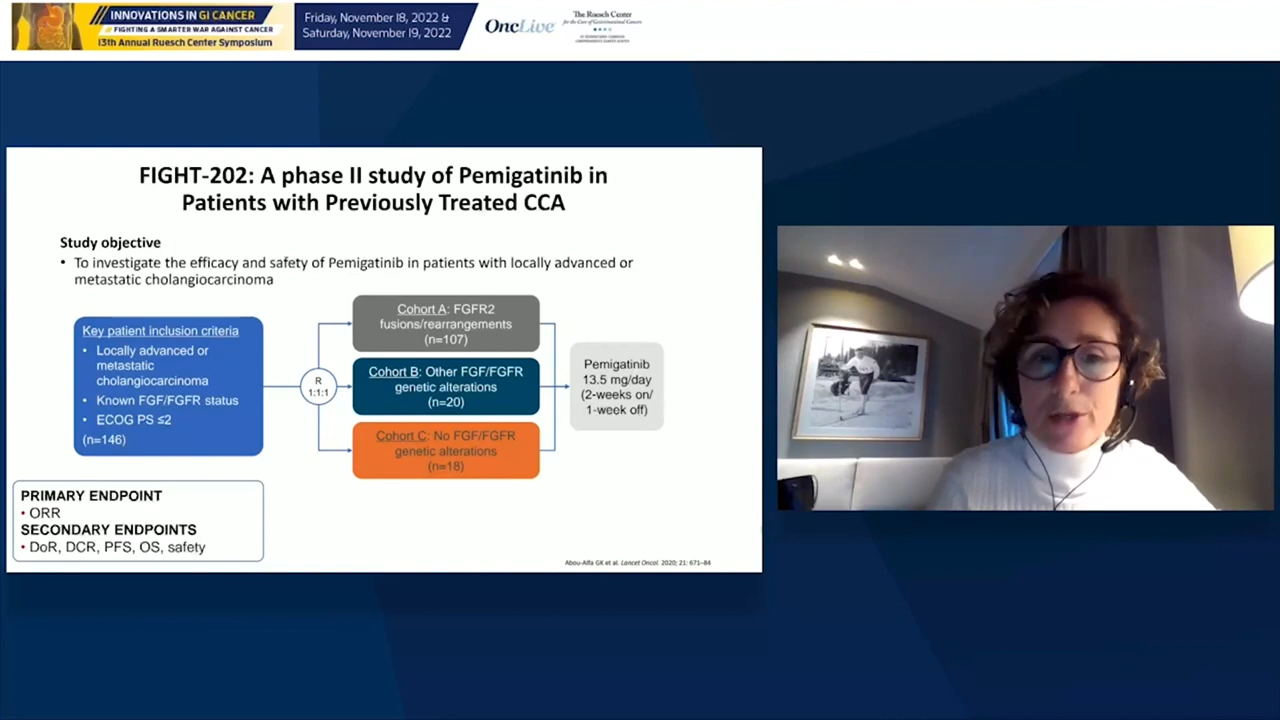 INNOVATIONS IN GI CANCER
FIGHTING A SMARTER WAR AGAINST CANCER
13th Annual Ruesch Center Symposium
Friday, November 18, 2022 &
Saturday, November 19, 2022
OncLive
The Ruesch Center
for the Cure of Gastrointestinal Cancers
FIGHT-202: A phase II study of Pemigatinib in
Patients with Previously Treated CCA
Study objective
• To investigate the efficacy and safety of Pemigatinib in patients with locally advanced or
metastatic cholangiocarcinoma
Key patient inclusion criteria
• Locally advanced or
metastatic
cholangiocarcinoma
• Known FGF/FGFR status
• ECOG PS ≤2
(n=146)
R
1:1:1
Cohort A: FGFR2
fusions/rearrangements
(n=107)
Cohort B: Other FGF/FGFR
genetic alterations
(n=20)
Cohort C: No FGF/FGFR
genetic alterations
(n=18)
Pemigatinib
13.5 mg/day
(2-weeks on/
1-week off)
PRIMARY ENDPOINT
• ORR
SECONDARY ENDPOINTS
• DoR, DCR, PFS, OS, safety
Abou-Alfa GK et al. Lancet Oncol. 2020; 21: 671–84